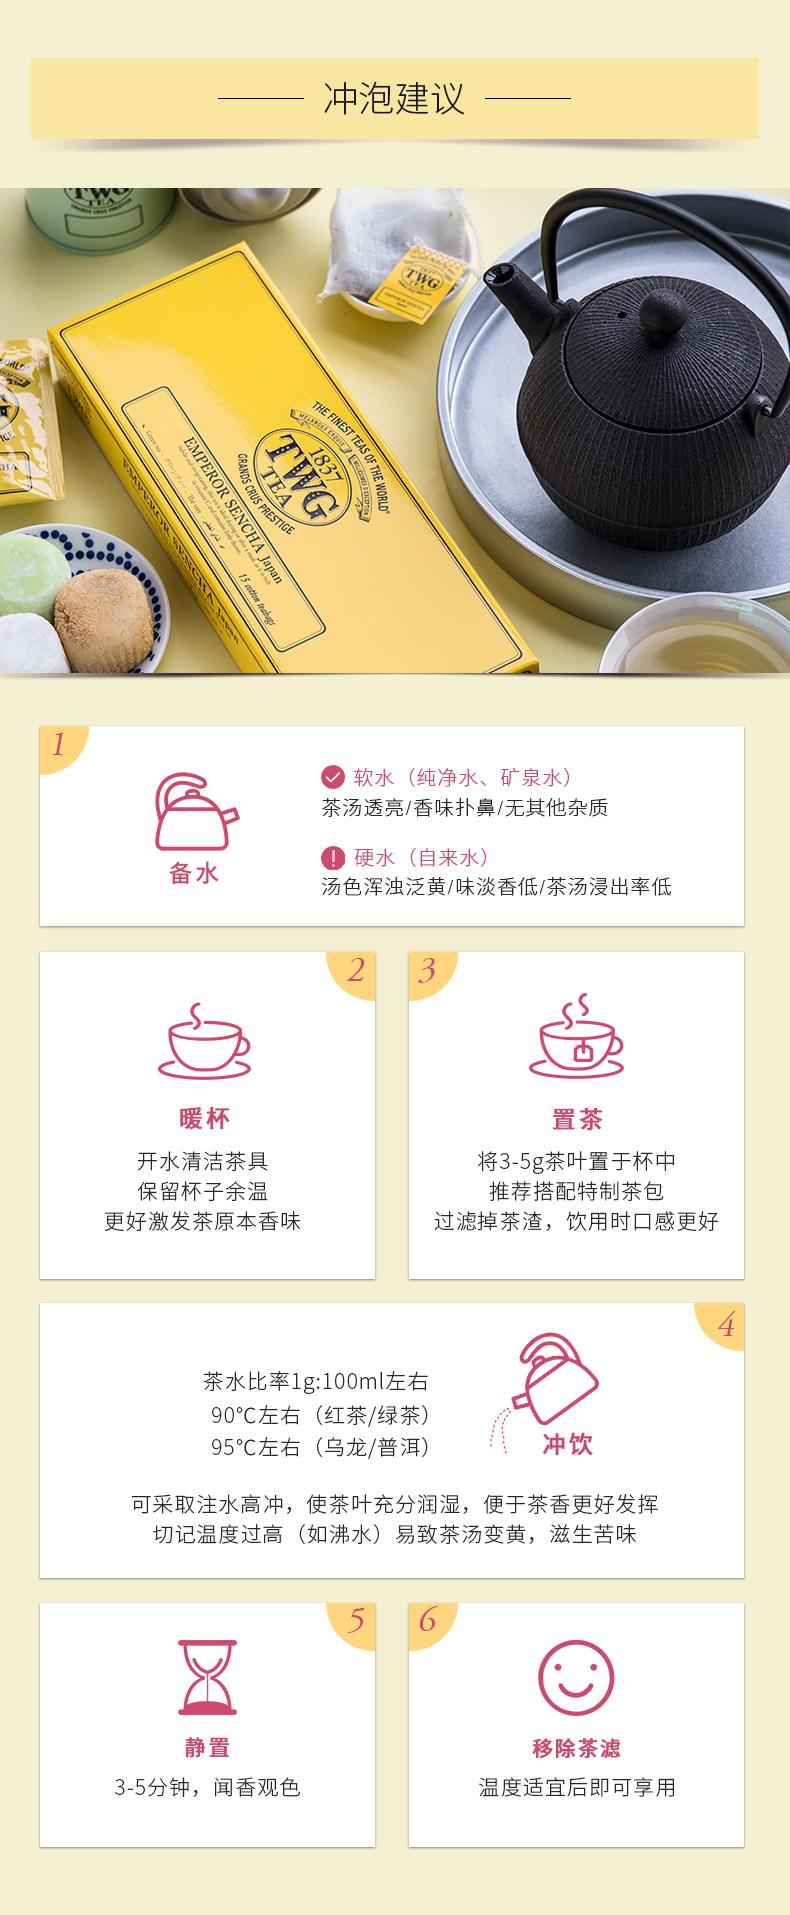 冲泡建议
TWG
TEA
GRANDS CRUS PRESTIGE
TWG
THE FINEST TEAS OF THE WORLD
1837
TWG
TEA
GRANDS CRUS PRESTIGE
EMPEROR SENCHA Japan
15 cotton teabags
EMPEROR SENCHA Japan
1
备水
软水（纯净水、矿泉水）
茶汤透亮/香味扑鼻/无其他杂质
硬水（自来水）
汤色浑浊泛黄/味淡香低/茶汤浸出率低
2
暖杯
开水清洁茶具
保留杯子余温
更好激发茶原本香味
3
置茶
将3-5g茶叶置于杯中
推荐搭配特制茶包
过滤掉茶渣，饮用时口感更好
4
茶水比率1g:100ml左右
90℃左右（红茶/绿茶）
95℃左右（乌龙/普洱）
冲饮
可采取注水高冲，使茶叶充分润湿，便于茶香更好发挥
切记温度过高（如沸水）易致茶汤变黄，滋生苦味
5
静置
3-5分钟，闻香观色
6
移除茶滤
温度适宜后即可享用